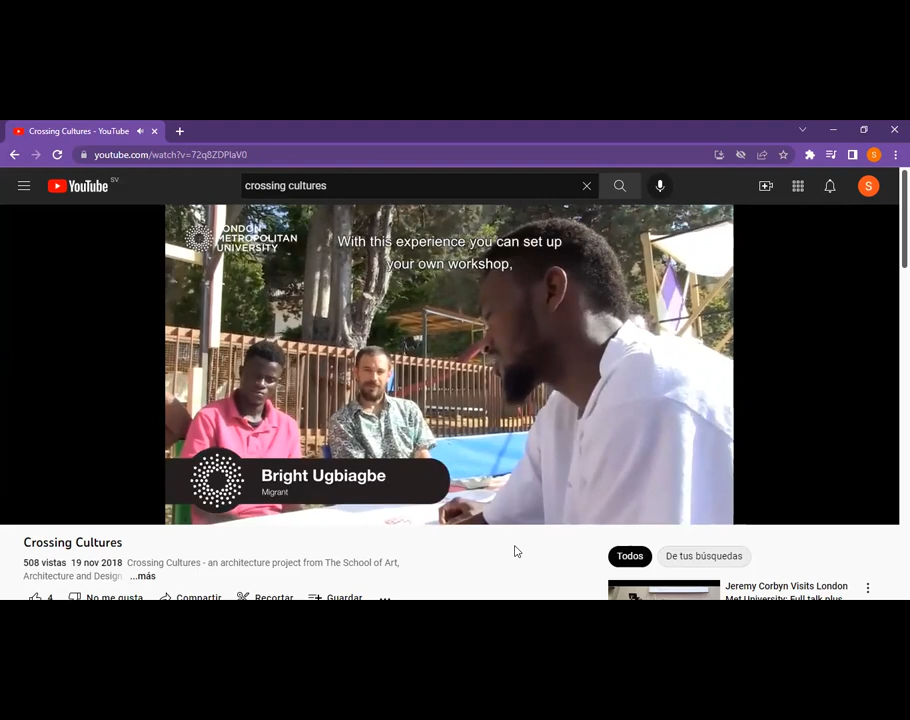 Crossing Cultures - YouTube
youtube.com/watch?v=72q8ZDPlaV0
YouTube SV
crossing cultures
S
S
LONDON
METROPOLITAN
UNIVERSITY
With this experience you can set up
your own workshop,
Bright Ugbiagbe
Migrant
Crossing Cultures
508 vistas 19 nov 2018 Crossing Cultures - an architecture project from The School of Art,
Architecture and Design ...más
4 No me gusta Compartir Recortar Guardar ...
Todos De tus búsquedas
Jeremy Corbyn Visits London
Met University: Full talk plus